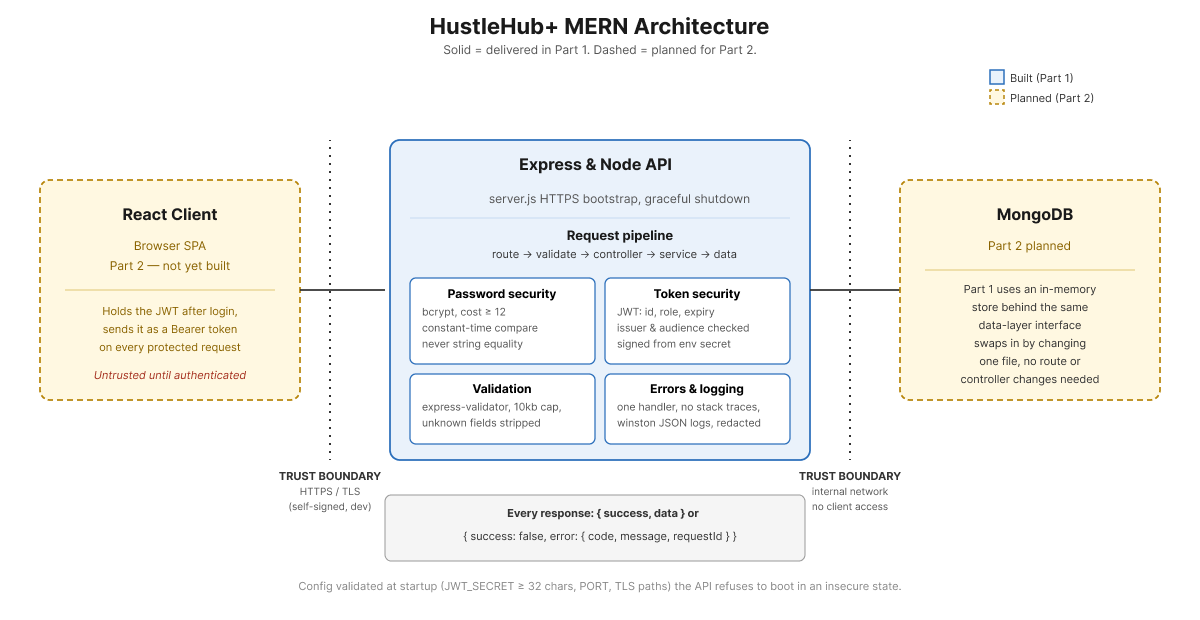 HustleHub+ MERN Architecture
Solid = delivered in Part 1. Dashed = planned for Part 2.
Built (Part 1)
Planned (Part 2)
React Client
Browser SPA
Part 2 — not yet built
Holds the JWT after login,
sends it as a Bearer token
on every protected request
Untrusted until authenticated
Express & Node API
server.js HTTPS bootstrap, graceful shutdown
Request pipeline
route → validate → controller → service → data
Password security
bcrypt, cost ≥ 12
constant-time compare
never string equality
Token security
JWT: id, role, expiry
issuer & audience checked
signed from env secret
Validation
express-validator, 10kb cap,
unknown fields stripped
Errors & logging
one handler, no stack traces,
winston JSON logs, redacted
MongoDB
Part 2 planned
Part 1 uses an in-memory
store behind the same
data-layer interface
swaps in by changing
one file, no route or
controller changes needed
TRUST BOUNDARY
HTTPS / TLS
(self-signed, dev)
TRUST BOUNDARY
internal network
no client access
Every response: { success, data } or
{ success: false, error: { code, message, requestId } }
Config validated at startup (JWT_SECRET ≥ 32 chars, PORT, TLS paths) the API refuses to boot in an insecure state.